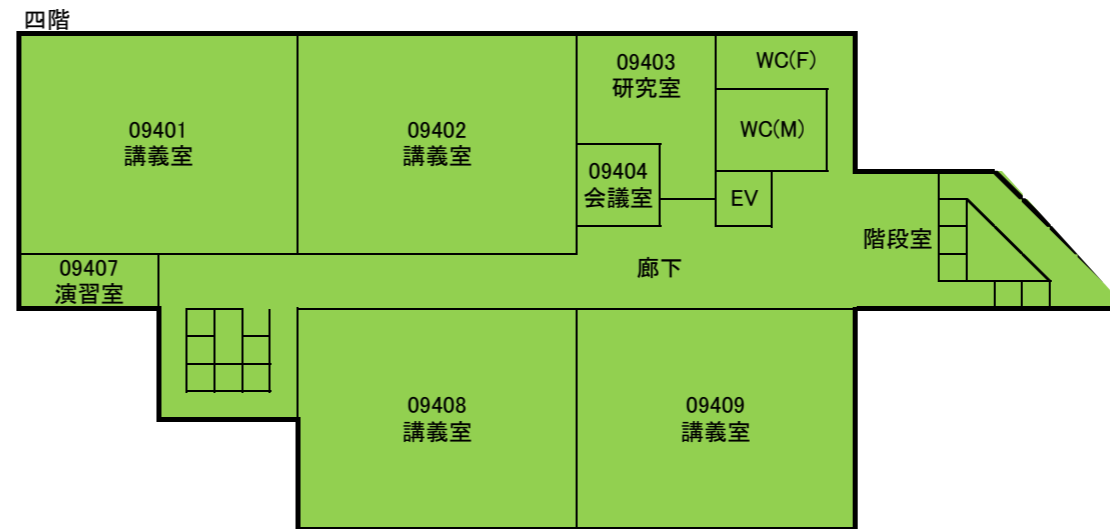 四階
09401
講義室
09402
講義室
09403
研究室
WC(F)
WC(M)
09404
会議室
EV
階段室
09407
演習室
廊下
09408
講義室
09409
講義室